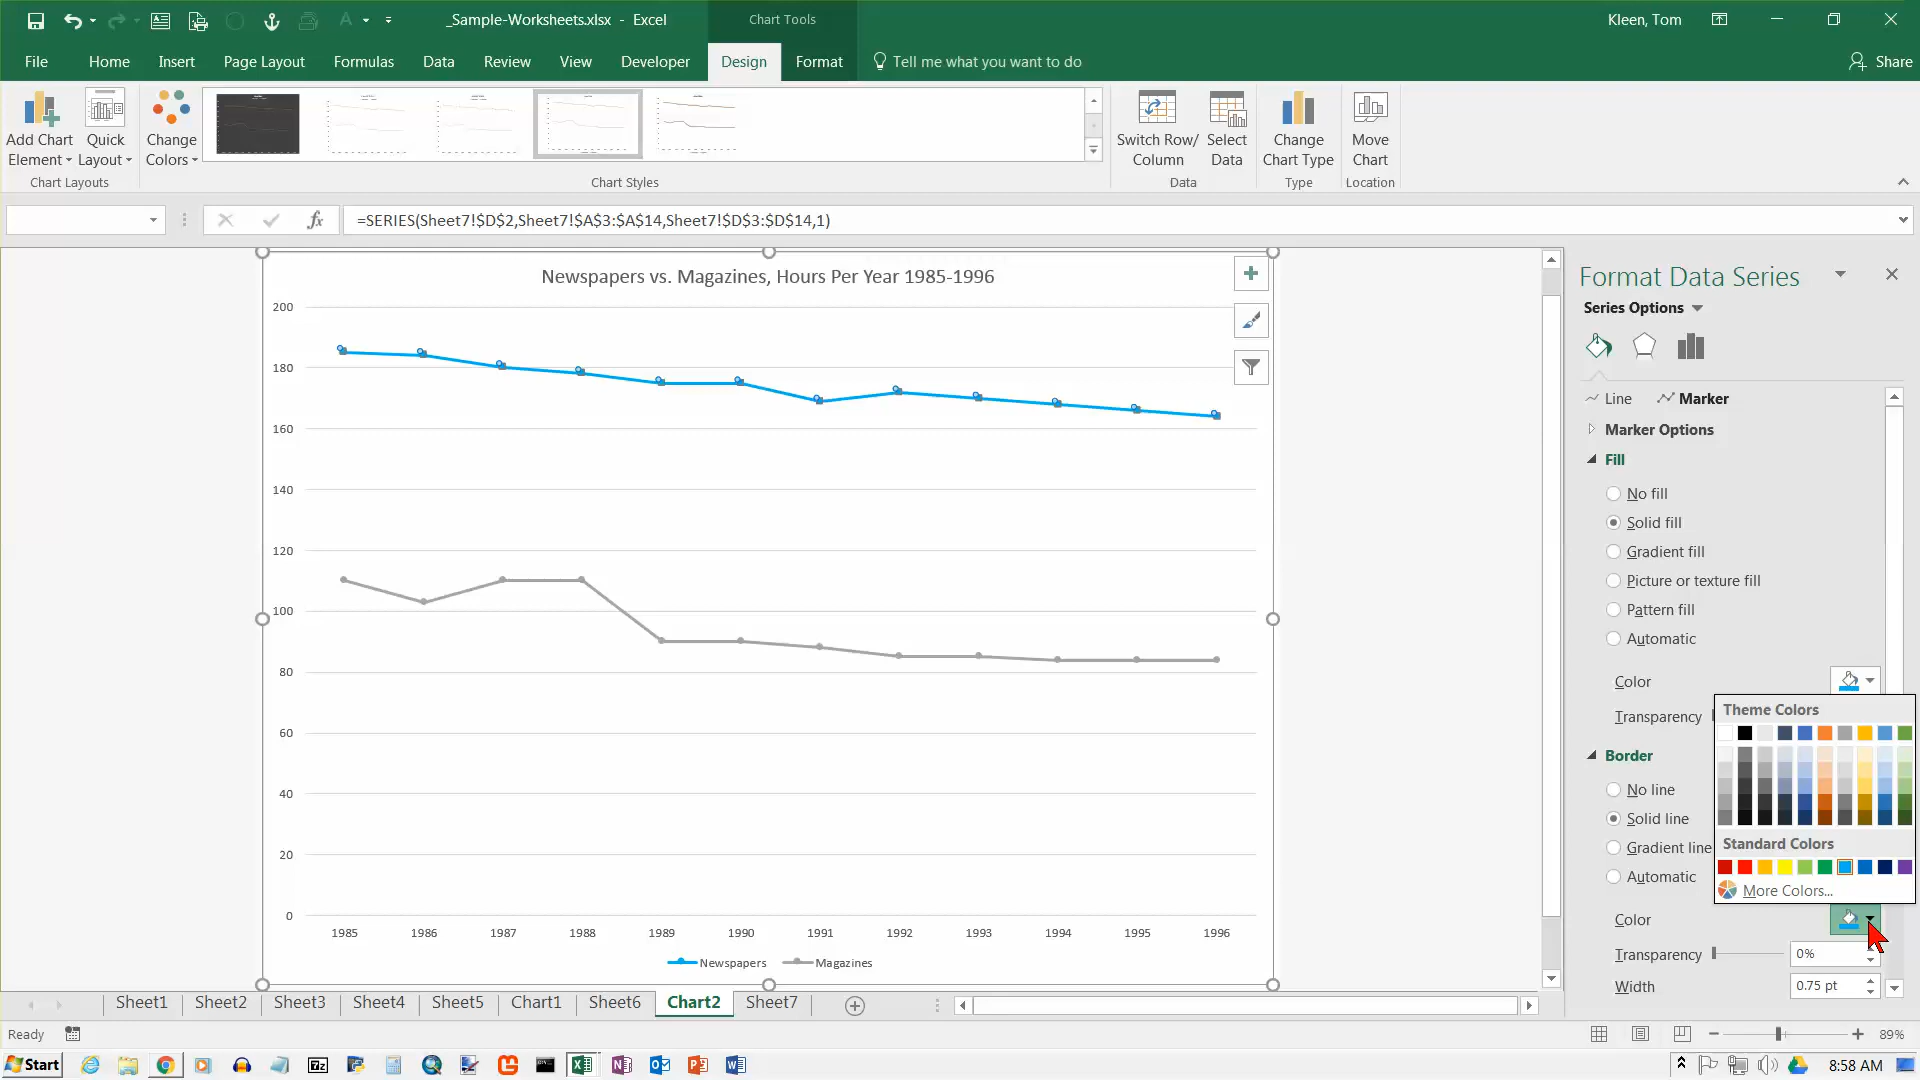 _Sample-Worksheets.xlsx - Excel
Chart Tools
Kleen, Tom
File
Home
Insert
Page Layout
Formulas
Data
Review
View
Developer
Design
Format
Tell me what you want to do
Share
Add Chart
Element
Quick
Layout
Change
Colors
Switch Row/
Column
Select
Data
Change
Chart Type
Move
Chart
Chart Layouts
Chart Styles
Data
Type
Location
fx
=SERIES(Sheet7!$D$2,Sheet7!$A$3:$A$14,Sheet7!$D$3:$D$14,1)
Newspapers vs. Magazines, Hours Per Year 1985-1996
200
180
160
140
120
100
80
60
40
20
0
1985 1986 1987 1988 1989 1990 1991 1992 1993 1994 1995 1996
Newspapers Magazines
Format Data Series
Series Options
Line
Marker
Marker Options
Fill
No fill
Solid fill
Gradient fill
Picture or texture fill
Pattern fill
Automatic
Color
Transparency
Theme Colors
Standard Colors
More Colors...
Border
No line
Solid line
Gradient line
Automatic
Color
Transparency
0%
Width
0.75 pt
Sheet1
Sheet2
Sheet3
Sheet4
Sheet5
Chart1
Sheet6
Chart2
Sheet7
Ready
89%
Start
8:58 AM